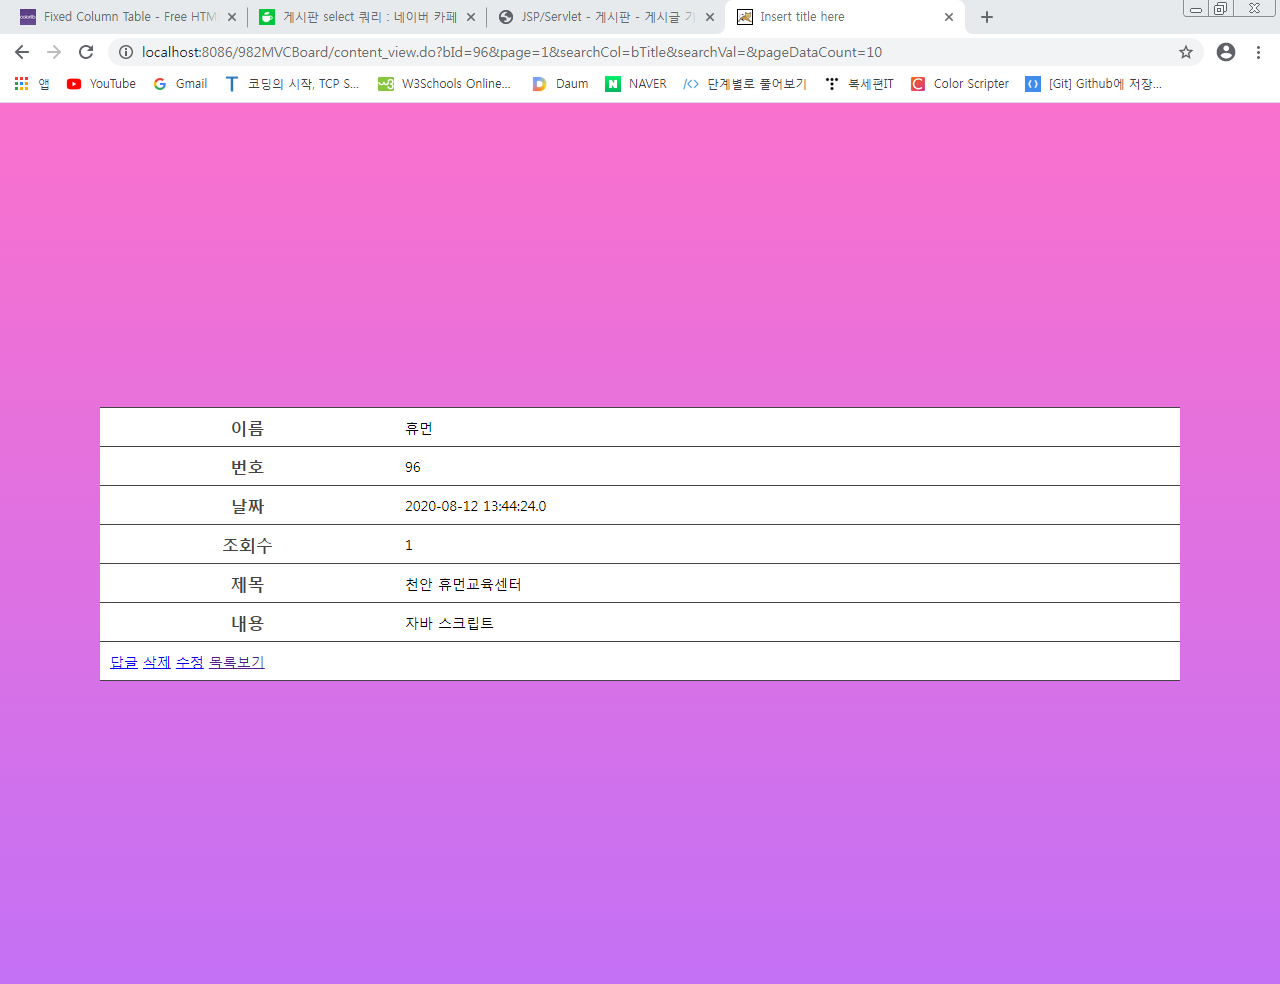 Fixed Column Table - Free HTM
게시판 select 쿼리 : 네이버 카페
JSP/Servlet - 게시판 - 게시글 기
Insert title here
localhost:8086/982MVCBoard/content_view.do?bId=96&page=1&searchCol=bTitle&searchVal=&pageDataCount=10
앱 YouTube Gmail 코딩의 시작, TCP S... W3Schools Online... Daum NAVER 단계별로 풀어보기 복세편IT Color Scripter [Git] Github에 저장...
이름 휴먼
번호 96
날짜 2020-08-12 13:44:24.0
조회수 1
제목 천안 휴먼교육센터
내용 자바 스크립트
답글 삭제 수정 목록보기